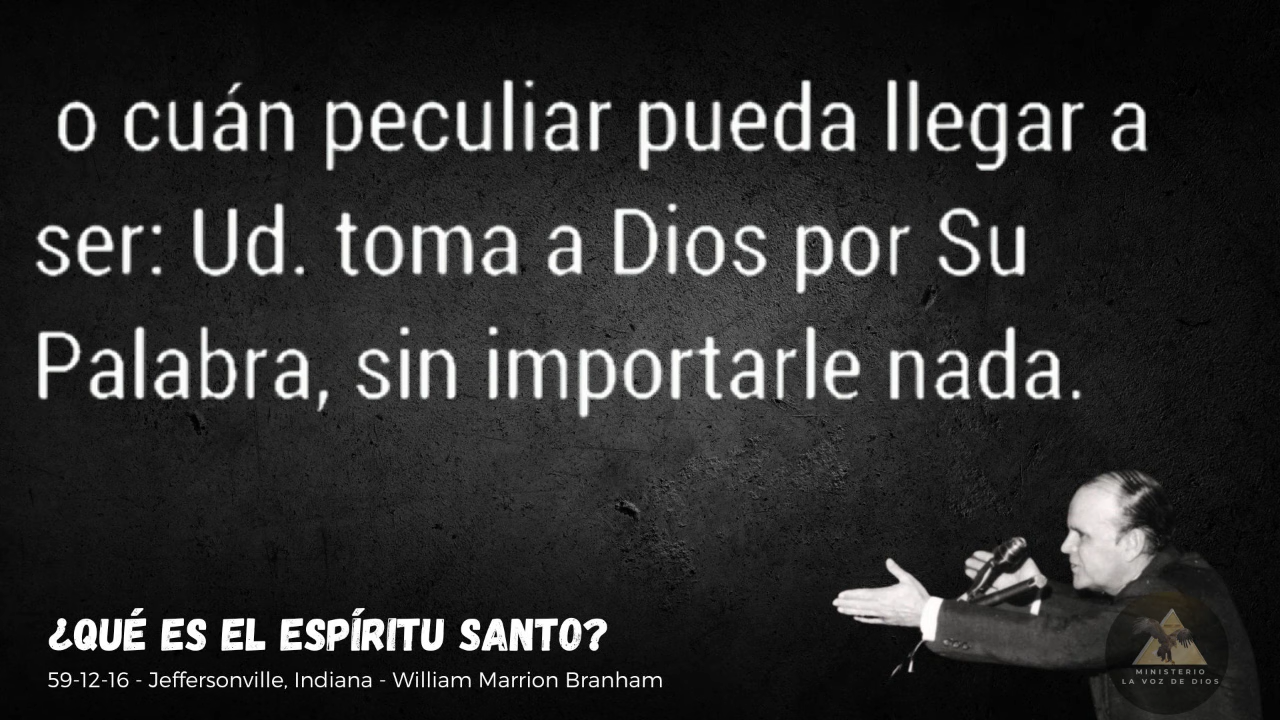 o cuán peculiar pueda llegar a
ser: Ud. toma a Dios por Su
Palabra, sin importarle nada.
¿QUÉ ES EL ESPÍRITU SANTO?
59-12-16 - Jeffersonville, Indiana - William Marrion Branham
MINISTERIO
LA VOZ DE DIOS